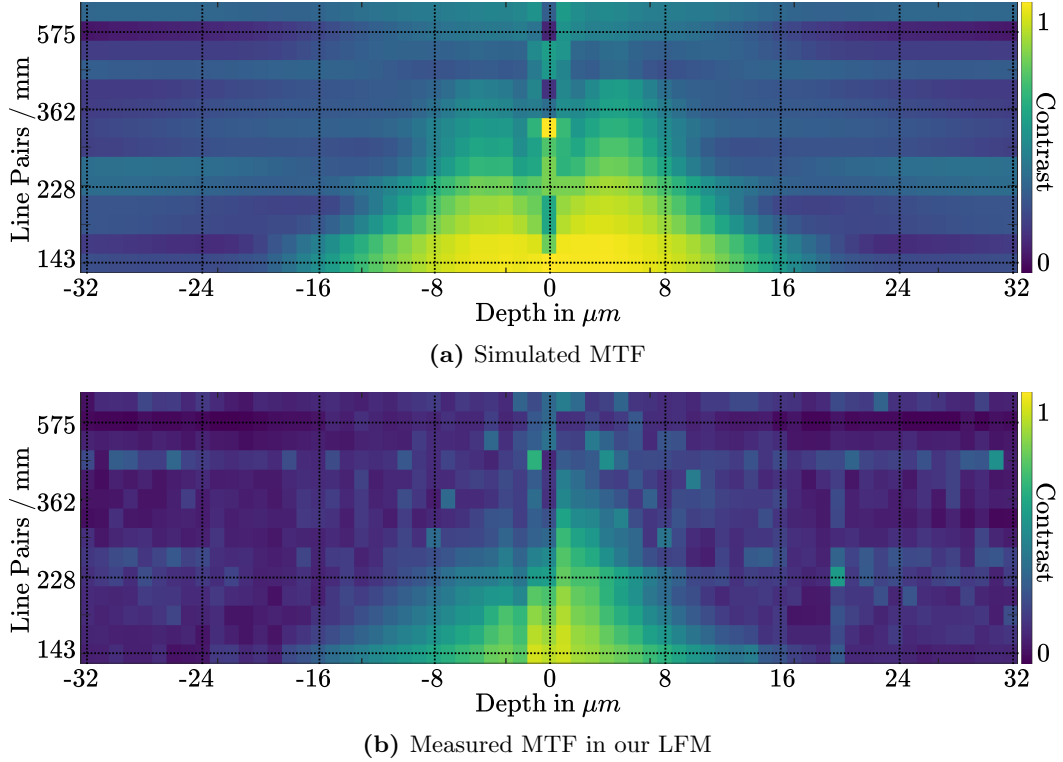 575
362
228
143
Line Pairs / mm
-32 -24 -16 -8 0 8 16 24 32
Depth in μm
1
Contrast
0
(a) Simulated MTF
575
362
228
143
Line Pairs / mm
-32 -24 -16 -8 0 8 16 24 32
Depth in μm
1
Contrast
0
(b) Measured MTF in our LFM